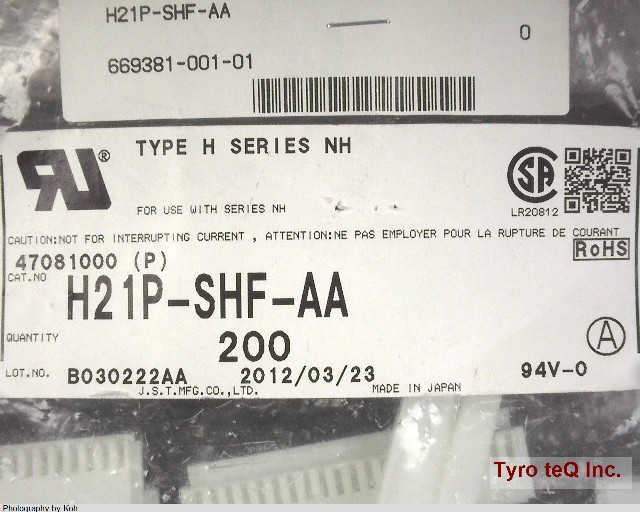 H21P-SHF-AA
0
669381-001-01
TYPE H SERIES NH
FOR USE WITH SERIES NH
LR20812
CAUTION:NOT FOR INTERRUPTING CURRENT , ATTENTION:NE PAS EMPLOYER POUR LA RUPTURE DE COURANT
47081000 (P)
RoHS
CAT.NO
H21P-SHF-AA
QUANTITY
200
A
LOT.NO.
B030222AA
2012/03/23
94V-0
J.S.T.MFG.CO.,LTD.
MADE IN JAPAN
Tyro teQ Inc.
Photography by Koh